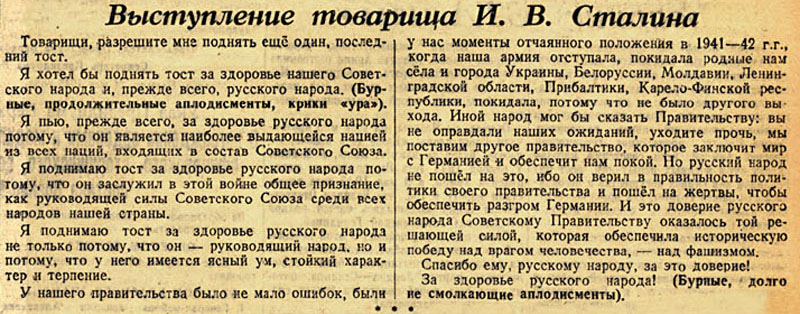 Выступление товарища И. В. Сталина
Товарищи, разрешите мне поднять ещё один, послед-
ний тост.
Я хотел бы поднять тост за здоровье нашего Совет-
ского народа и, прежде всего, русского народа. (Бур-
ные, продолжительные аплодисменты, крики «ура»).
Я пью, прежде всего, за здоровье русского народа
потому, что он является наиболее выдающейся нацией
из всех наций, входящих в состав Советского Союза.
Я поднимаю тост за здоровье русского народа по-
тому, что он заслужил в этой войне общее признание,
как руководящей силы Советского Союза среди всех
народов нашей страны.
Я поднимаю тост за здоровье русского народа
не только потому, что он — руководящий народ, но и
потому, что у него имеется ясный ум, стойкий харак-
тер и терпение.
У нашего правительства было не мало ошибок, были
у нас моменты отчаянного положения в 1941—42 г.г.,
когда наша армия отступала, покидала родные нам
сёла и города Украины, Белоруссии, Молдавии, Ленин-
градской области, Прибалтики, Карело-Финской рес-
публики, покидала, потому что не было другого вы-
хода. Иной народ мог бы сказать Правительству: вы
не оправдали наших ожиданий, уходите прочь, мы
поставим другое правительство, которое заключит мир
с Германией и обеспечит нам покой. Но русский народ
не пошёл на это, ибо он верил в правильность поли-
тики своего правительства и пошёл на жертвы, чтобы
обеспечить разгром Германии. И это доверие русского
народа Советскому Правительству оказалось той ре-
шающей силой, которая обеспечила историческую
победу над врагом человечества, — над фашизмом.
Спасибо ему, русскому народу, за это доверие!
За здоровье русского народа! (Бурные, долго
не смолкающие аплодисменты).